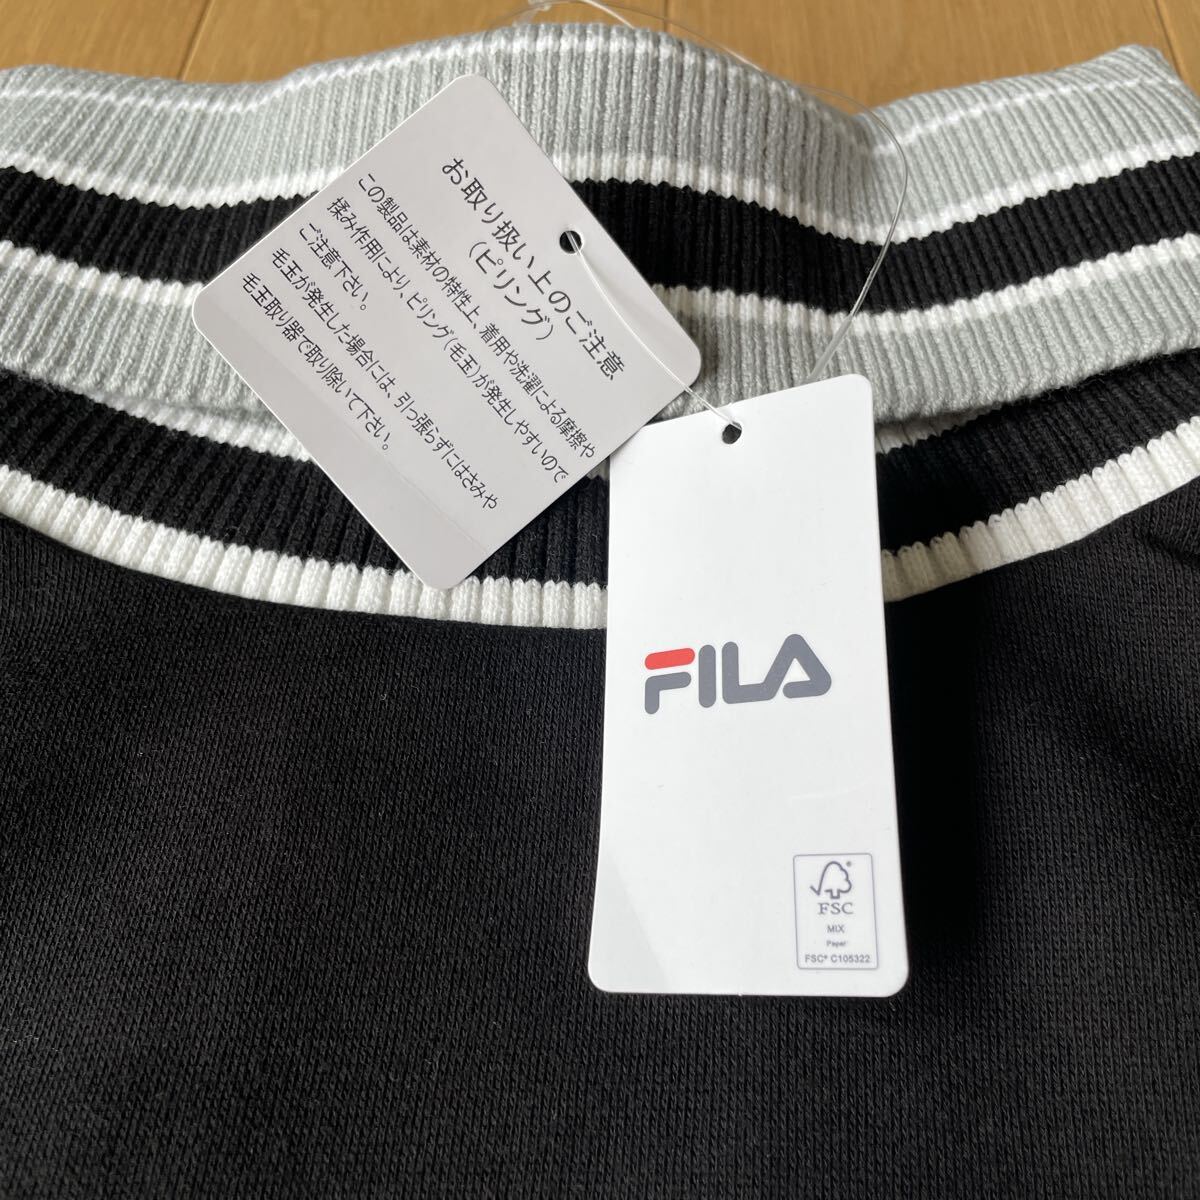 お取り扱い上のご注意
（ピリング）
この製品は素材の特性上、着用や洗濯による摩擦や
揉み作用により、ピリング(毛玉)が発生しやすいので
ご注意下さい。
毛玉が発生した場合には、引っ張らずにはさみや
毛玉取り器で取り除いて下さい。
FILA
FSC
MIX
Paper
FSC® C105322